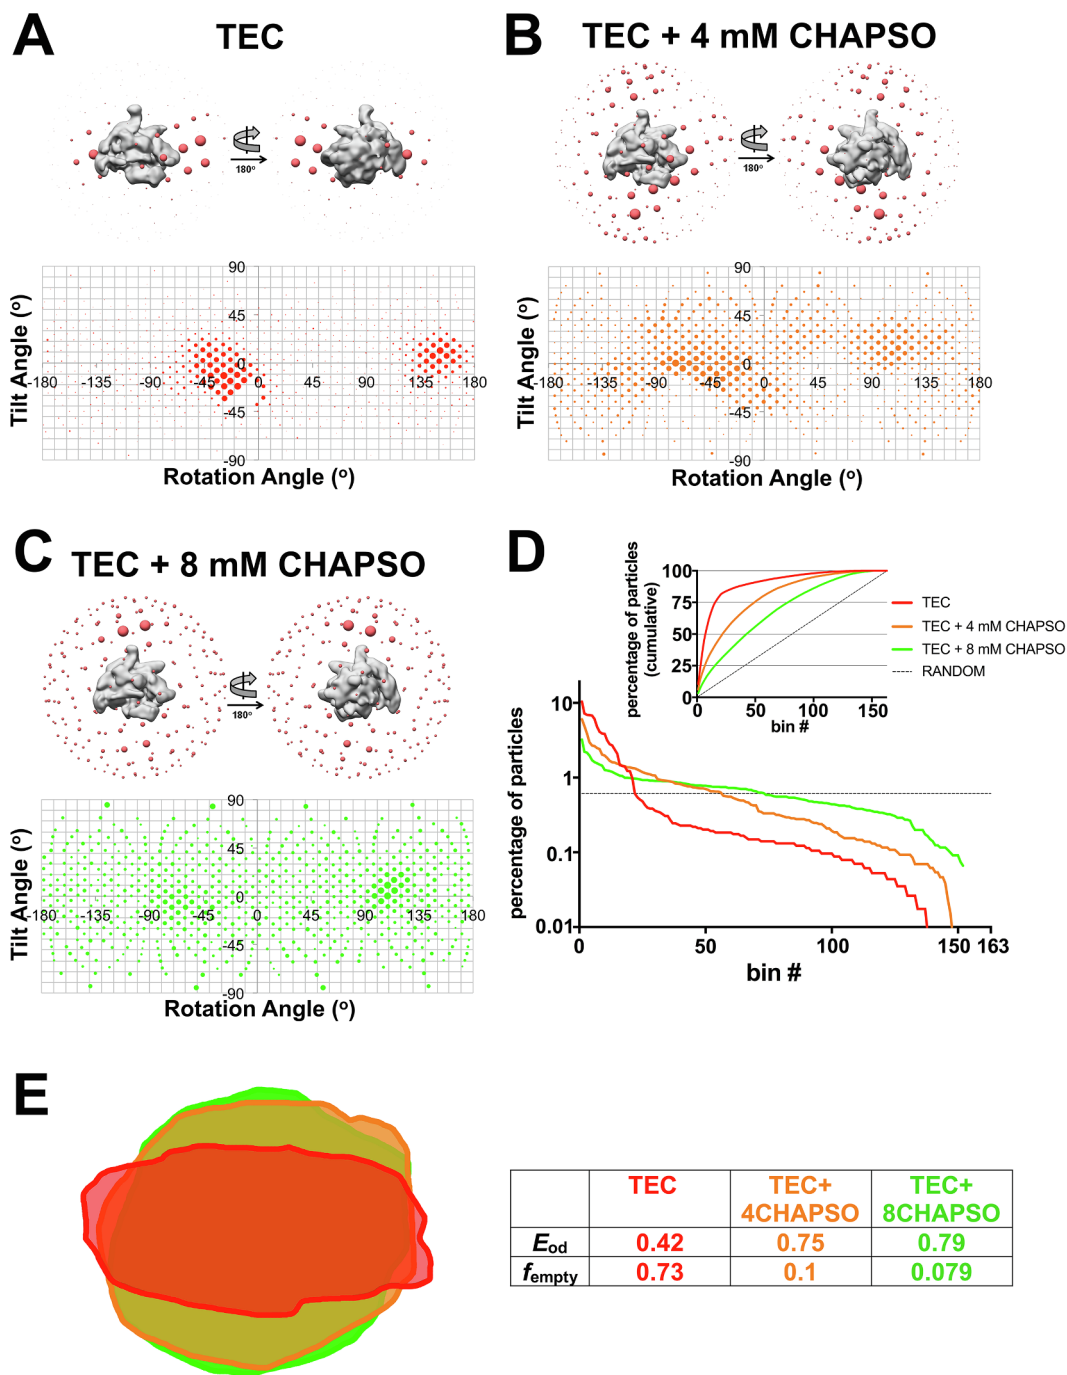 A
TEC
180°
90
45
0
-180 -135 -90 -45 0 45 90 135 180
-45
-90
Tilt Angle (°)
Rotation Angle (°)
B
TEC + 4 mM CHAPSO
180°
90
45
0
-180 -135 -90 -45 0 45 90 135 180
-45
-90
Tilt Angle (°)
Rotation Angle (°)
C
TEC + 8 mM CHAPSO
180°
90
45
0
-180 -135 -90 -45 0 45 90 135 180
-45
-90
Tilt Angle (°)
Rotation Angle (°)
D
percentage of particles
(cumulative)
100
75
50
25
0
0 50 100 150
bin #
TEC
TEC + 4 mM CHAPSO
TEC + 8 mM CHAPSO
RANDOM
percentage of particles
10
1
0.1
0.01
0 50 100 150 163
bin #
E
TEC TEC+ TEC+
4CHAPSO 8CHAPSO
Eod 0.42 0.75 0.79
fempty 0.73 0.1 0.079